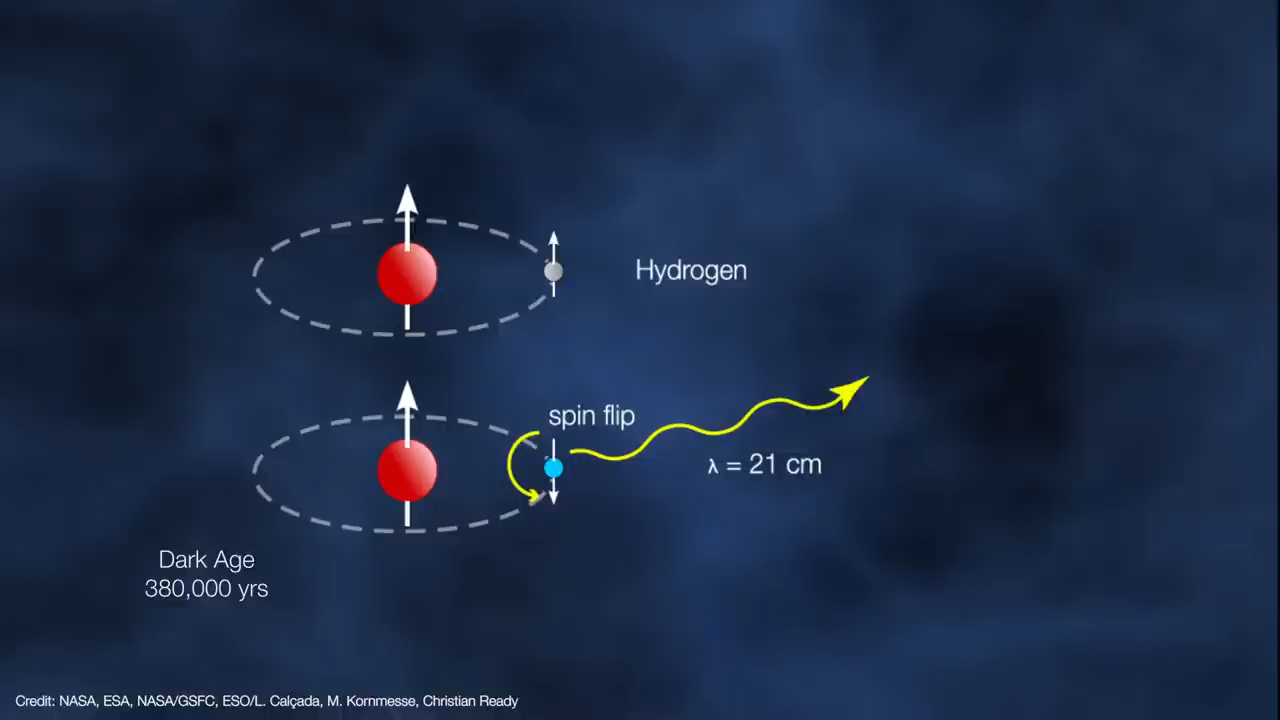 Hydrogen
spin flip
λ = 21 cm
Dark Age
380,000 yrs
Credit: NASA, ESA, NASA/GSFC, ESO/L. Calçada, M. Kornmesse, Christian Ready